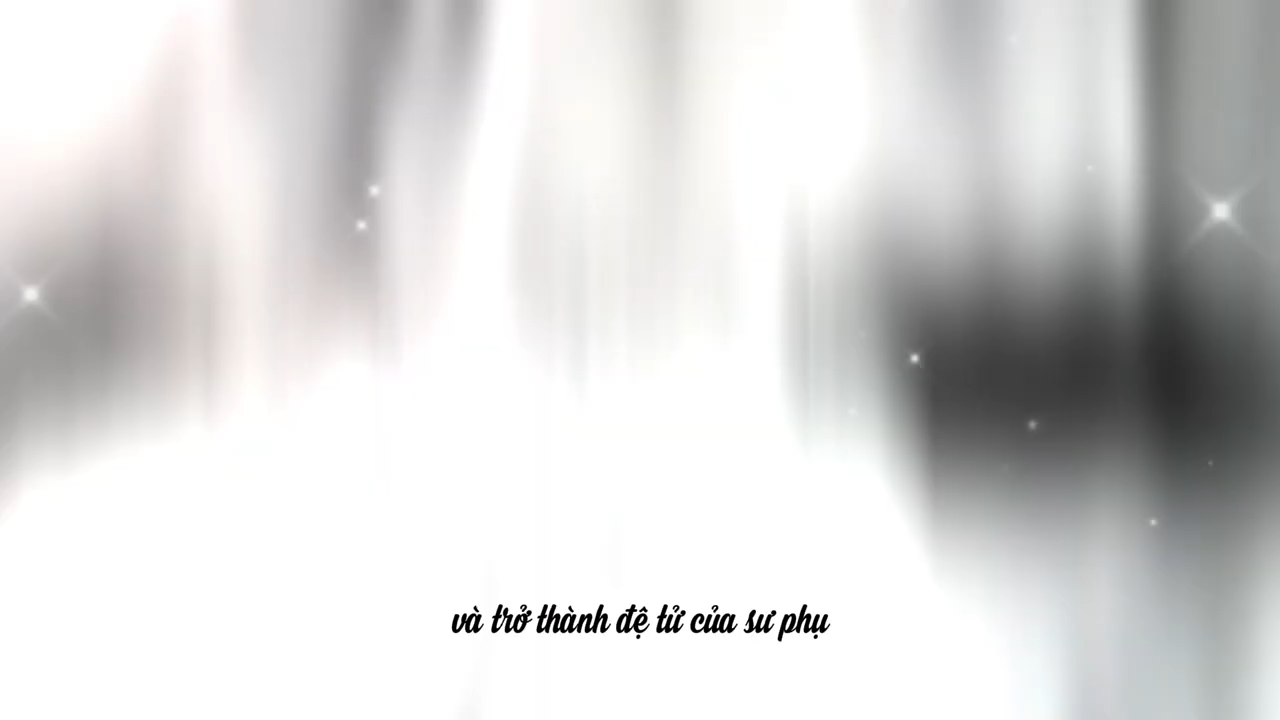 và trở thành đệ tử của sư phụ